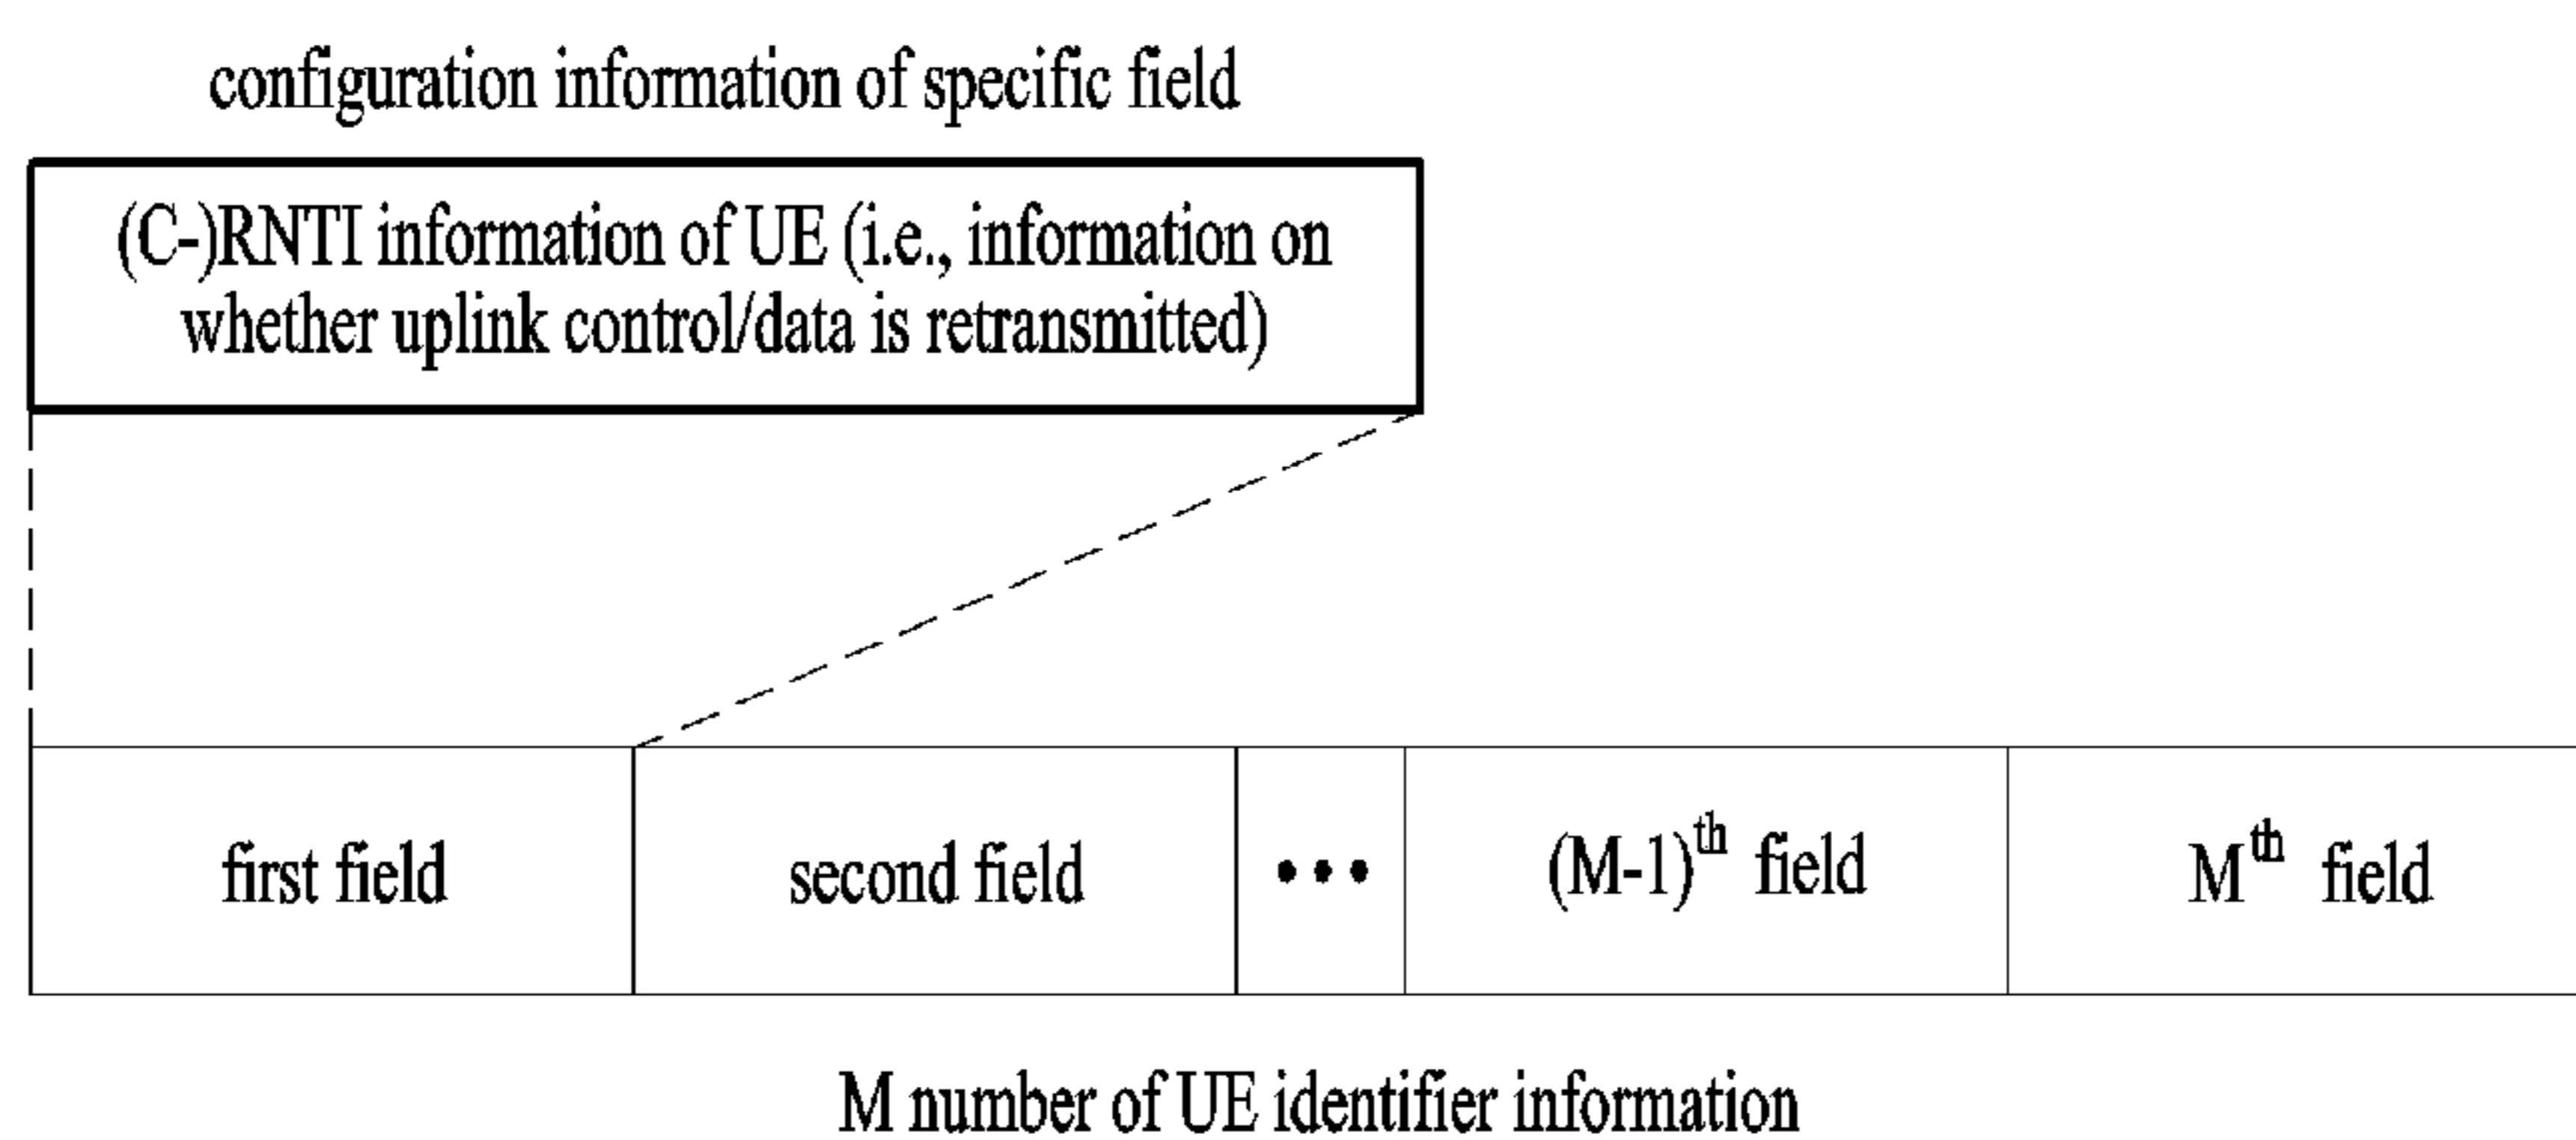 configuration information of specific field
(C-)RNTI information of UE (i.e., information on
whether uplink control/data is retransmitted)
first field second field ••• (M-1)th field Mth field
M number of UE identifier information